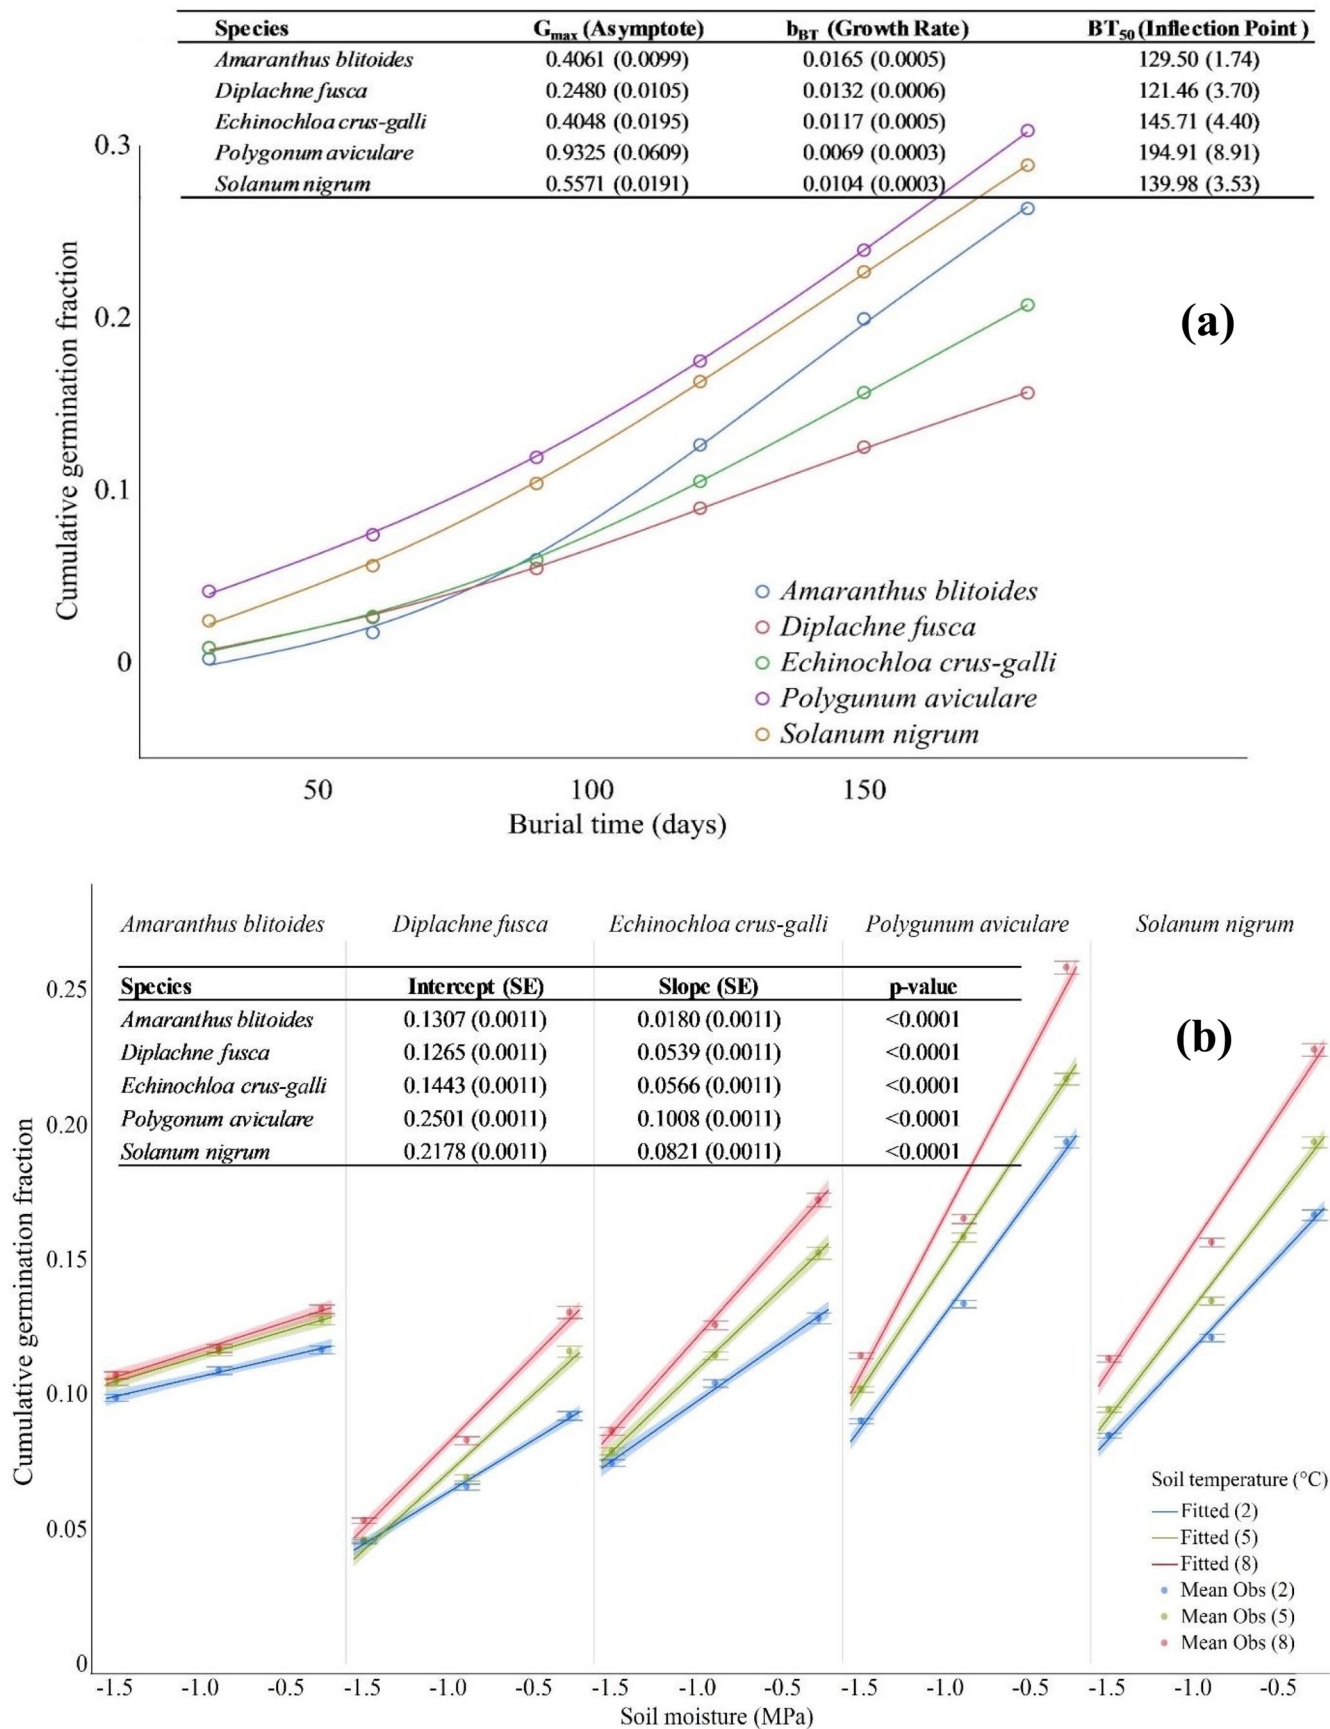 Species G_max (Asymptote) b_BT (Growth Rate) BT_50 (Inflection Point )
Amaranthus blitoides 0.4061 (0.0099) 0.0165 (0.0005) 129.50 (1.74)
Diplachne fusca 0.2480 (0.0105) 0.0132 (0.0006) 121.46 (3.70)
Echinochloa crus-galli 0.4048 (0.0195) 0.0117 (0.0005) 145.71 (4.40)
Polygonum aviculare 0.9325 (0.0609) 0.0069 (0.0003) 194.91 (8.91)
Solanum nigrum 0.5571 (0.0191) 0.0104 (0.0003) 139.98 (3.53)
Cumulative germination fraction
0.3
0.2
0.1
0
(a)
Amaranthus blitoides
Diplachne fusca
Echinochloa crus-galli
Polygunum aviculare
Solanum nigrum
50 100 150
Burial time (days)
Amaranthus blitoides Diplachne fusca Echinochloa crus-galli Polygunum aviculare Solanum nigrum
Species Intercept (SE) Slope (SE) p-value
Amaranthus blitoides 0.1307 (0.0011) 0.0180 (0.0011) <0.0001
Diplachne fusca 0.1265 (0.0011) 0.0539 (0.0011) <0.0001
Echinochloa crus-galli 0.1443 (0.0011) 0.0566 (0.0011) <0.0001
Polygonum aviculare 0.2501 (0.0011) 0.1008 (0.0011) <0.0001
Solanum nigrum 0.2178 (0.0011) 0.0821 (0.0011) <0.0001
(b)
Cumulative germination fraction
0.25
0.20
0.15
0.10
0.05
0
Soil temperature (°C)
Fitted (2)
Fitted (5)
Fitted (8)
Mean Obs (2)
Mean Obs (5)
Mean Obs (8)
-1.5 -1.0 -0.5 -1.5 -1.0 -0.5 -1.5 -1.0 -0.5 -1.5 -1.0 -0.5 -1.5 -1.0 -0.5
Soil moisture (MPa)